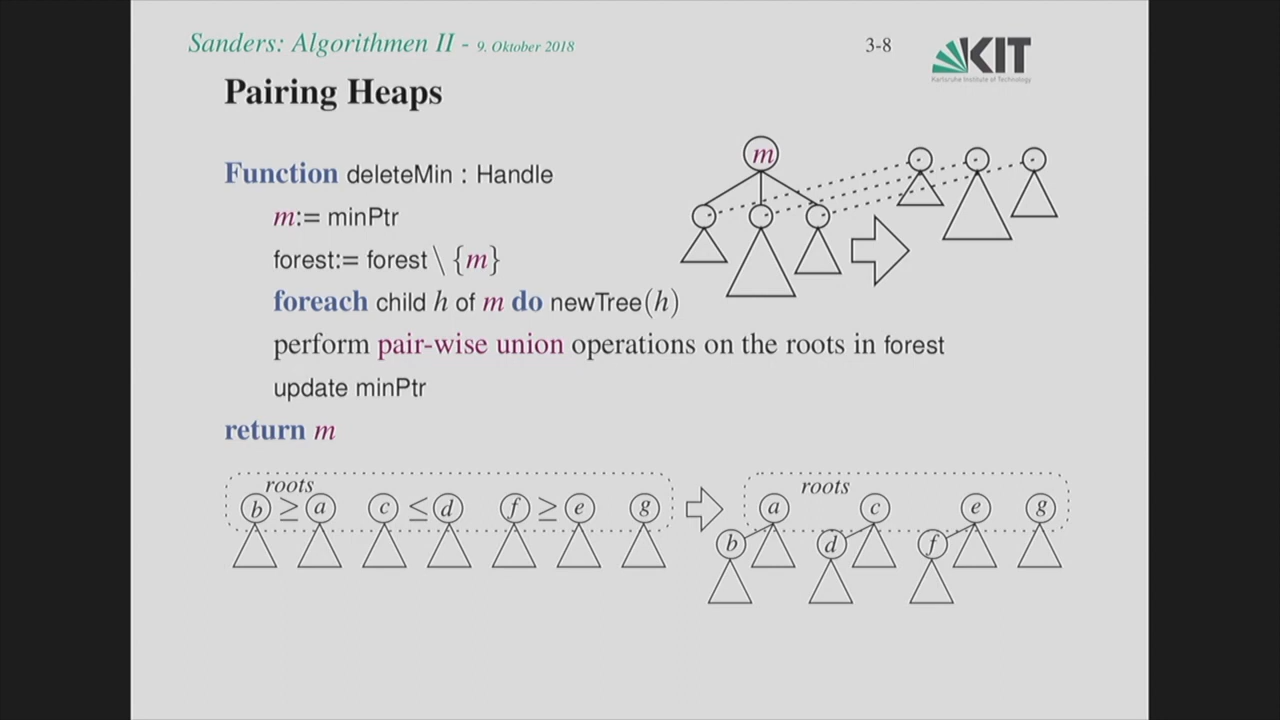 Sanders: Algorithmen II - 9. Oktober 2018 3-8 KIT
Karlsruhe Institute of Technology
Pairing Heaps
m
Function deleteMin : Handle
m:= minPtr
forest:= forest \ {m}
foreach child h of m do newTree(h)
perform pair-wise union operations on the roots in forest
update minPtr
return m
roots roots
b ≥ a c ≤ d f ≥ e g a c e g
b d f